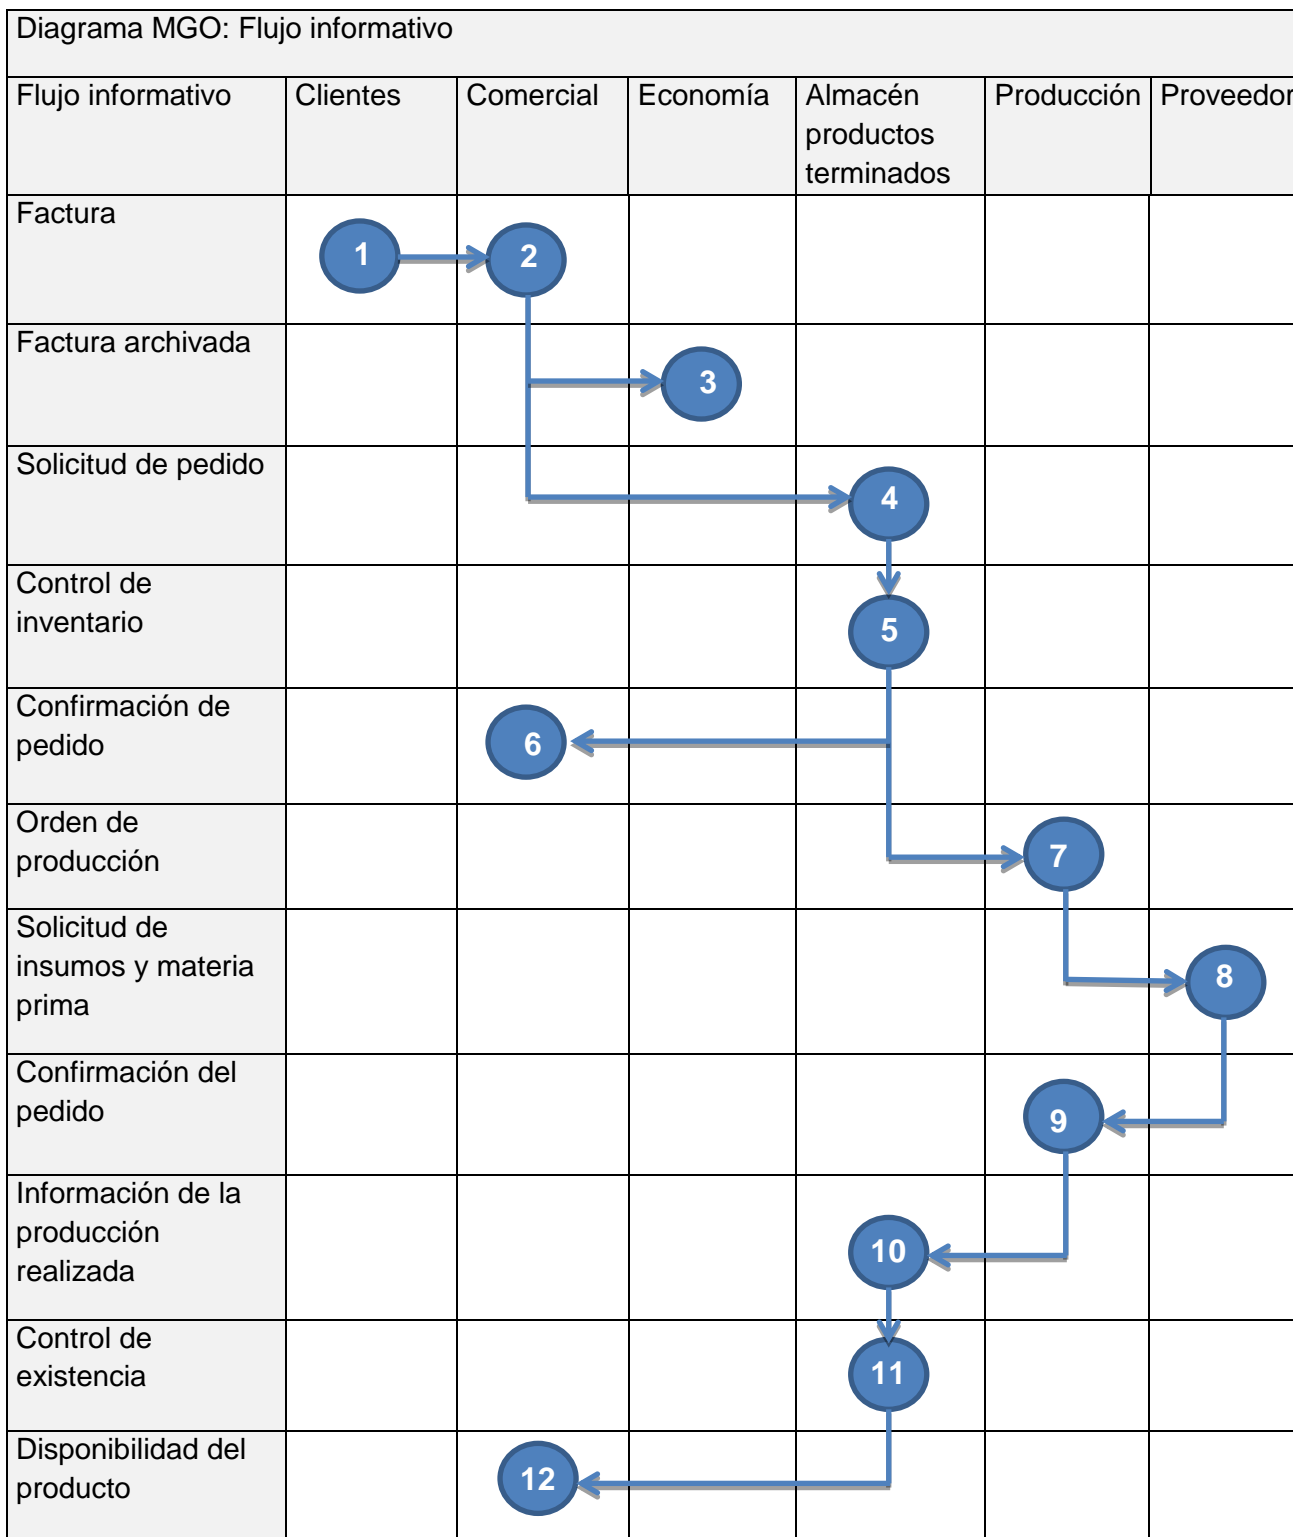 Diagrama MGO: Flujo informativo
Flujo informativo
Clientes
Comercial
Economía
Almacén
productos
terminados
Producción
Proveedor
Factura
1
2
Factura archivada
3
Solicitud de pedido
4
Control de
inventario
5
Confirmación de
pedido
6
Orden de
producción
7
Solicitud de
insumos y materia
prima
8
Confirmación del
pedido
9
Información de la
producción
realizada
10
Control de
existencia
11
Disponibilidad del
producto
12